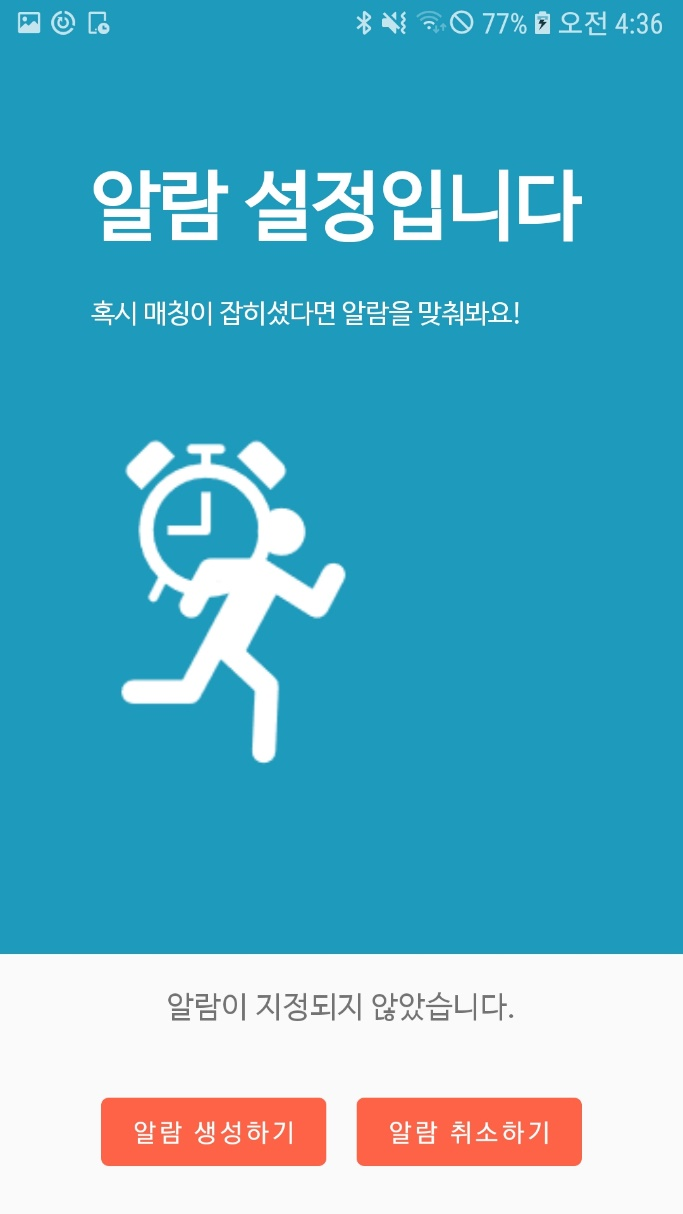 77% 오전 4:36
알람 설정입니다
혹시 매칭이 잡히셨다면 알람을 맞춰봐요!
알람이 지정되지 않았습니다.
알람 생성하기 알람 취소하기